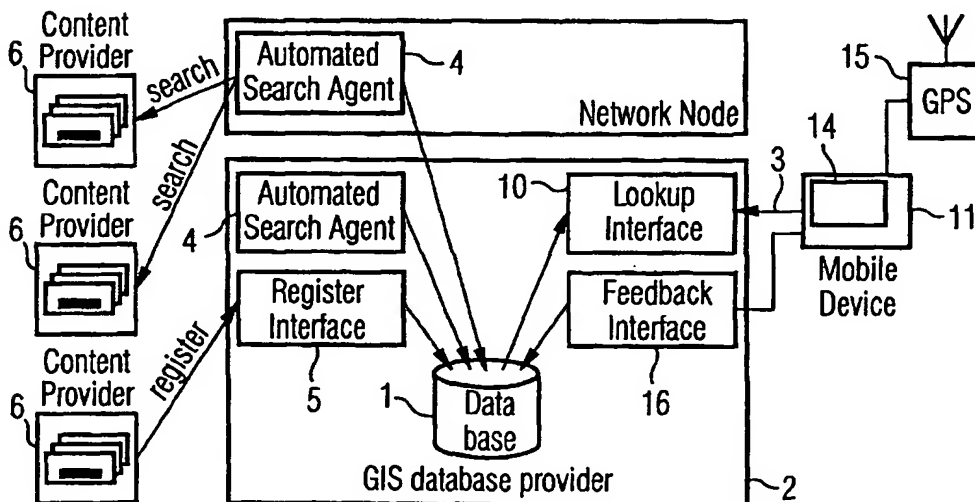 Content
Provider
6
search
search
Automated
Search Agent
4
Network Node
15
GPS
Content
Provider
6
4
Automated
Search Agent
10
Lookup
Interface
3
14
11
Mobile
Device
Register
Interface
5
Feedback
Interface
16
Content
Provider
6
register
1
Data
base
GIS database provider
2